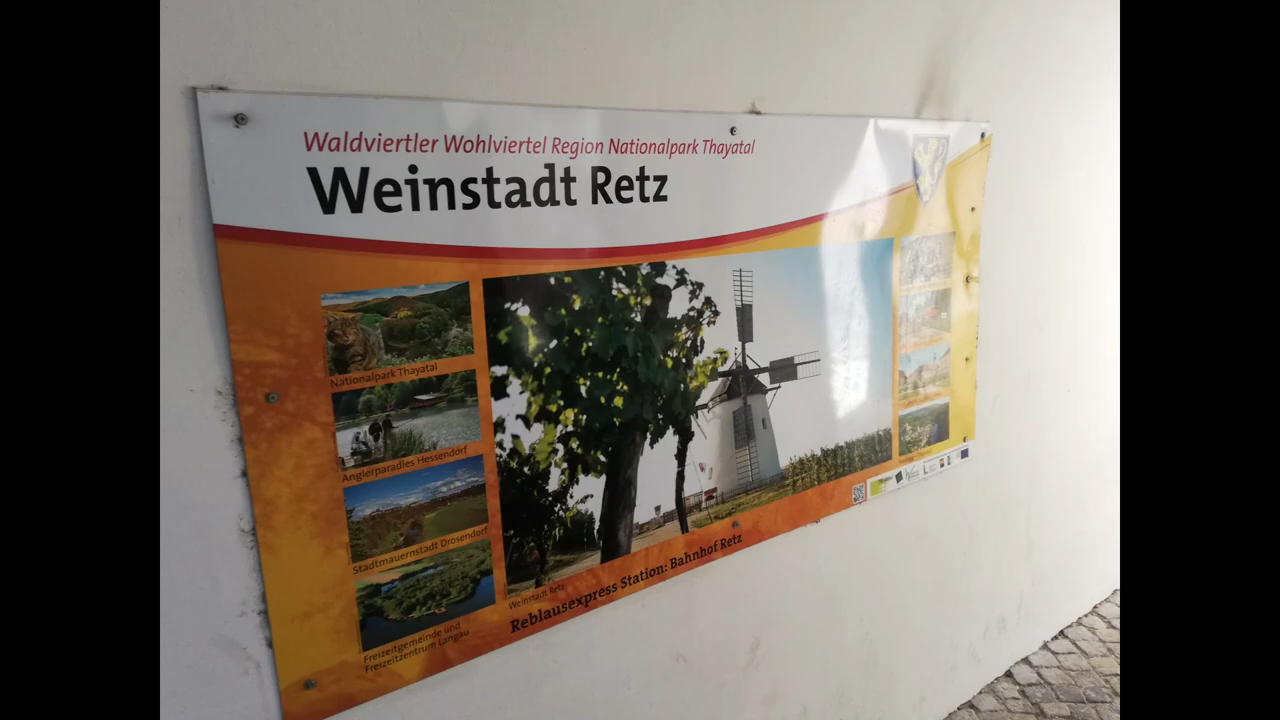 Waldviertler Wohlviertel Region Nationalpark Thayatal
Weinstadt Retz
Nationalpark Thayatal
Anglerparadies Hessendorf
Stadtmauernstadt Drosendorf
Freizeitgemeinde und
Freizeitzentrum Langau
Weinstadt Retz
Reblausexpress Station: Bahnhof Retz